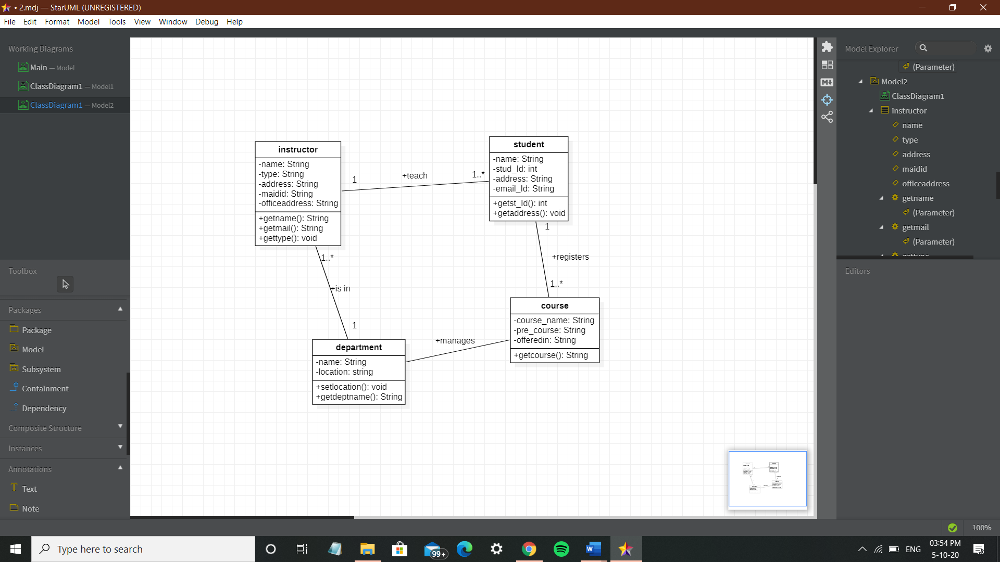 • 2.mdj — StarUML (UNREGISTERED)
File Edit Format Model Tools View Window Debug Help
Working Diagrams
Main — Model
ClassDiagram1 — Model1
ClassDiagram1 — Model2
Toolbox
Packages
Package
Model
Subsystem
Containment
Dependency
Composite Structure
Instances
Annotations
Text
Note
instructor
-name: String
-type: String
-address: String
-maidid: String
-officeaddress: String
+getname(): String
+getmail(): String
+gettype(): void
1
+teach
1..*
student
-name: String
-stud_Id: int
-address: String
-email_Id: String
+getst_Id(): int
+getaddress(): void
1
+registers
1..*
1..*
+is in
1
department
-name: String
-location: string
+setlocation(): void
+getdeptname(): String
+manages
course
-course_name: String
-pre_course: String
-offeredin: String
+getcourse(): String
Model Explorer
(Parameter)
Model2
ClassDiagram1
instructor
name
type
address
maidid
officeaddress
getname
(Parameter)
getmail
(Parameter)
gettype
Editors
100%
Type here to search
99+
ENG
03:54 PM
5-10-20